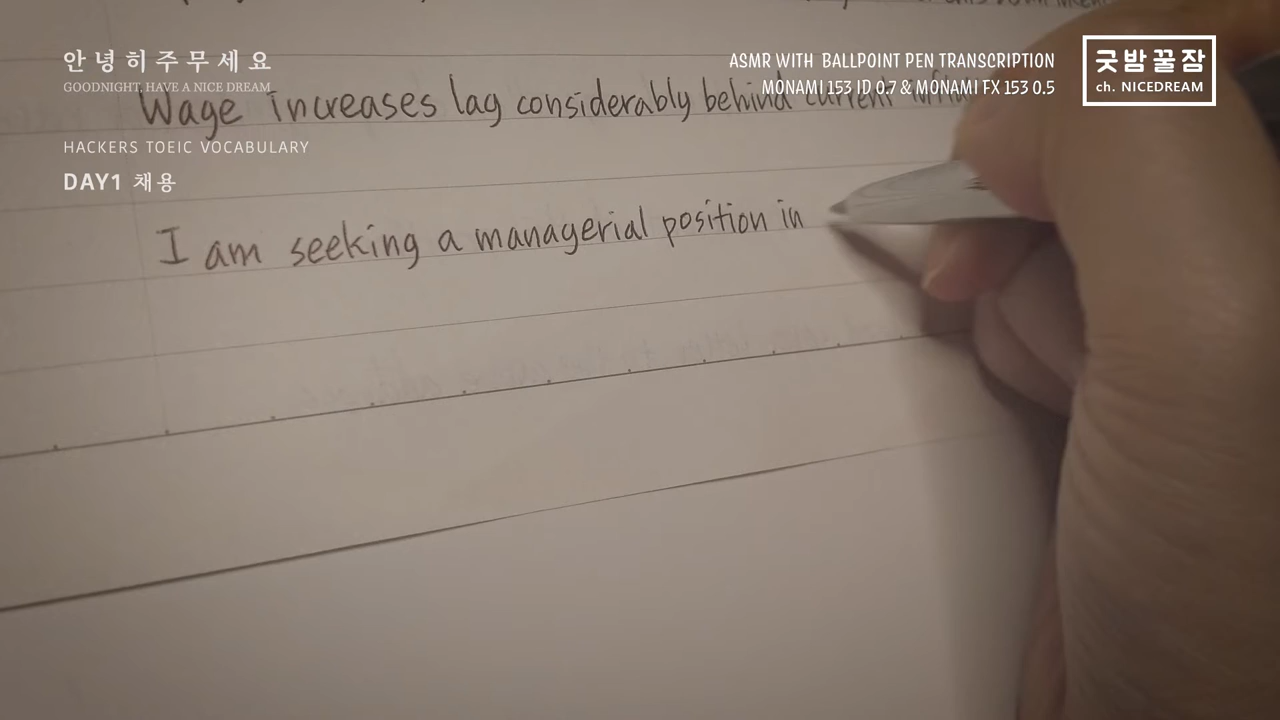 안녕히주무세요
GOODNIGHT, HAVE A NICE DREAM
HACKERS TOEIC VOCABULARY
DAY1 채용
ASMR WITH BALLPOINT PEN TRANSCRIPTION
MONAMI 153 ID 0.7 & MONAMI FX 153 0.5
굿밤꿀잠
ch. NICEDREAM
Wage increases lag considerably behind current
I am seeking a managerial position in